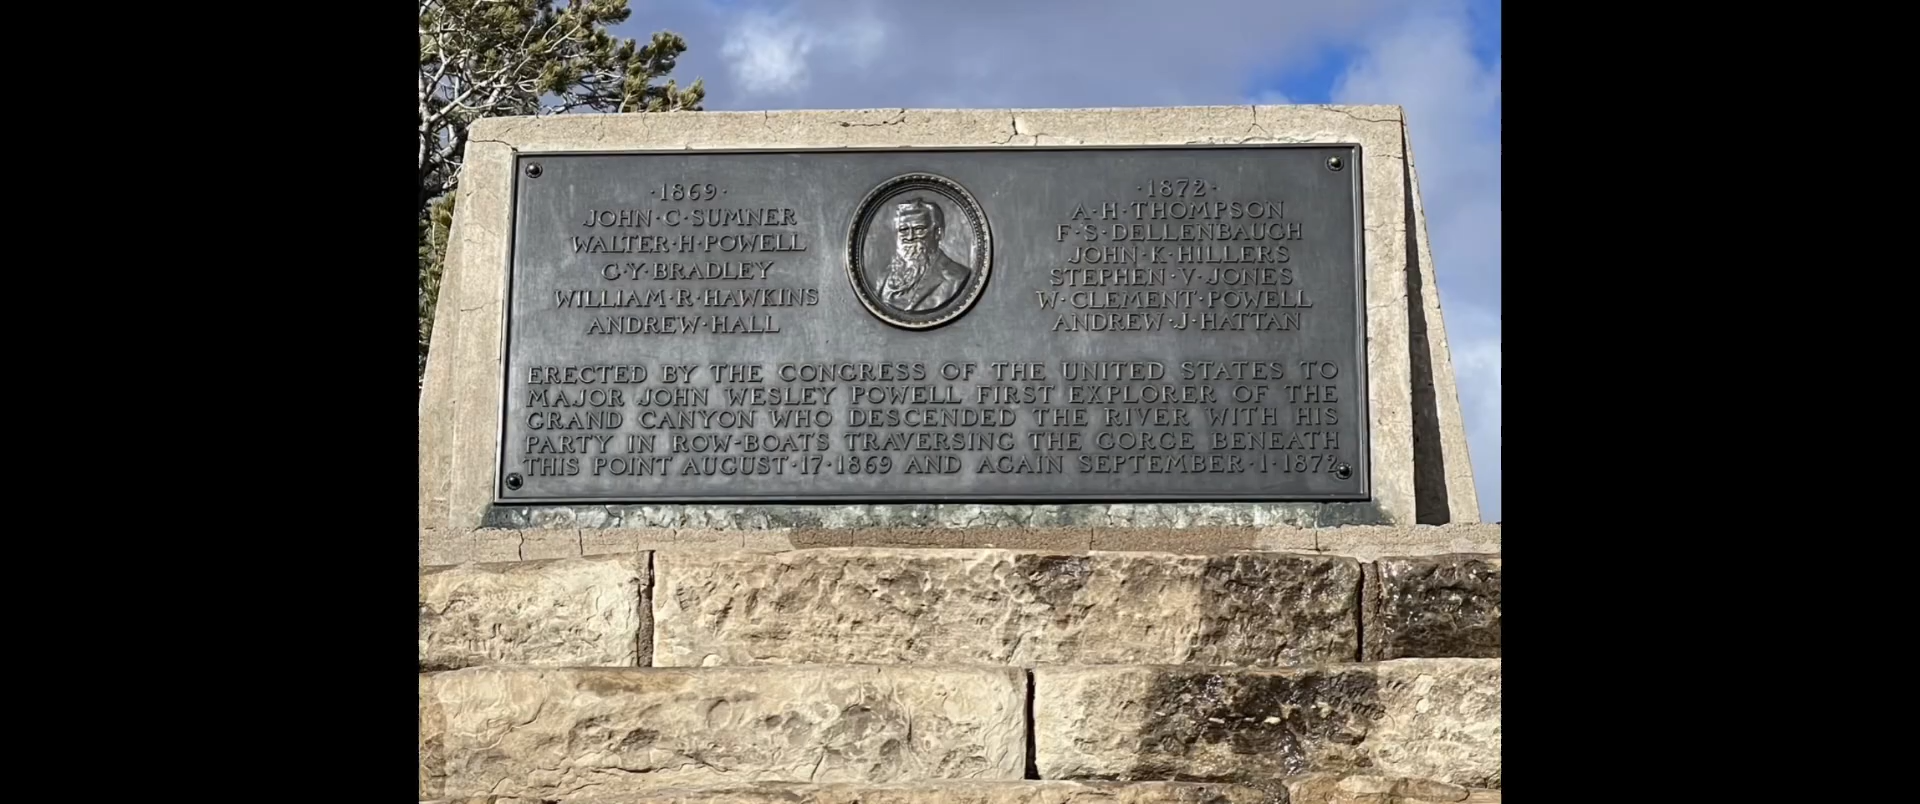 ·1869·
JOHN·C·SUMNER
WALTER·H·POWELL
G·Y·BRADLEY
WILLIAM·R·HAWKINS
ANDREW·HALL
·1872·
A·H·THOMPSON
F·S·DELLENBAUGH
JOHN·K·HILLERS
STEPHEN·V·JONES
W·CLEMENT·POWELL
ANDREW·J·HATTAN
ERECTED BY THE CONGRESS OF THE UNITED STATES TO
MAJOR JOHN WESLEY POWELL FIRST EXPLORER OF THE
GRAND CANYON WHO DESCENDED THE RIVER WITH HIS
PARTY IN ROW-BOATS TRAVERSING THE GORGE BENEATH
THIS POINT AUGUST·17·1869 AND AGAIN SEPTEMBER·1·1872